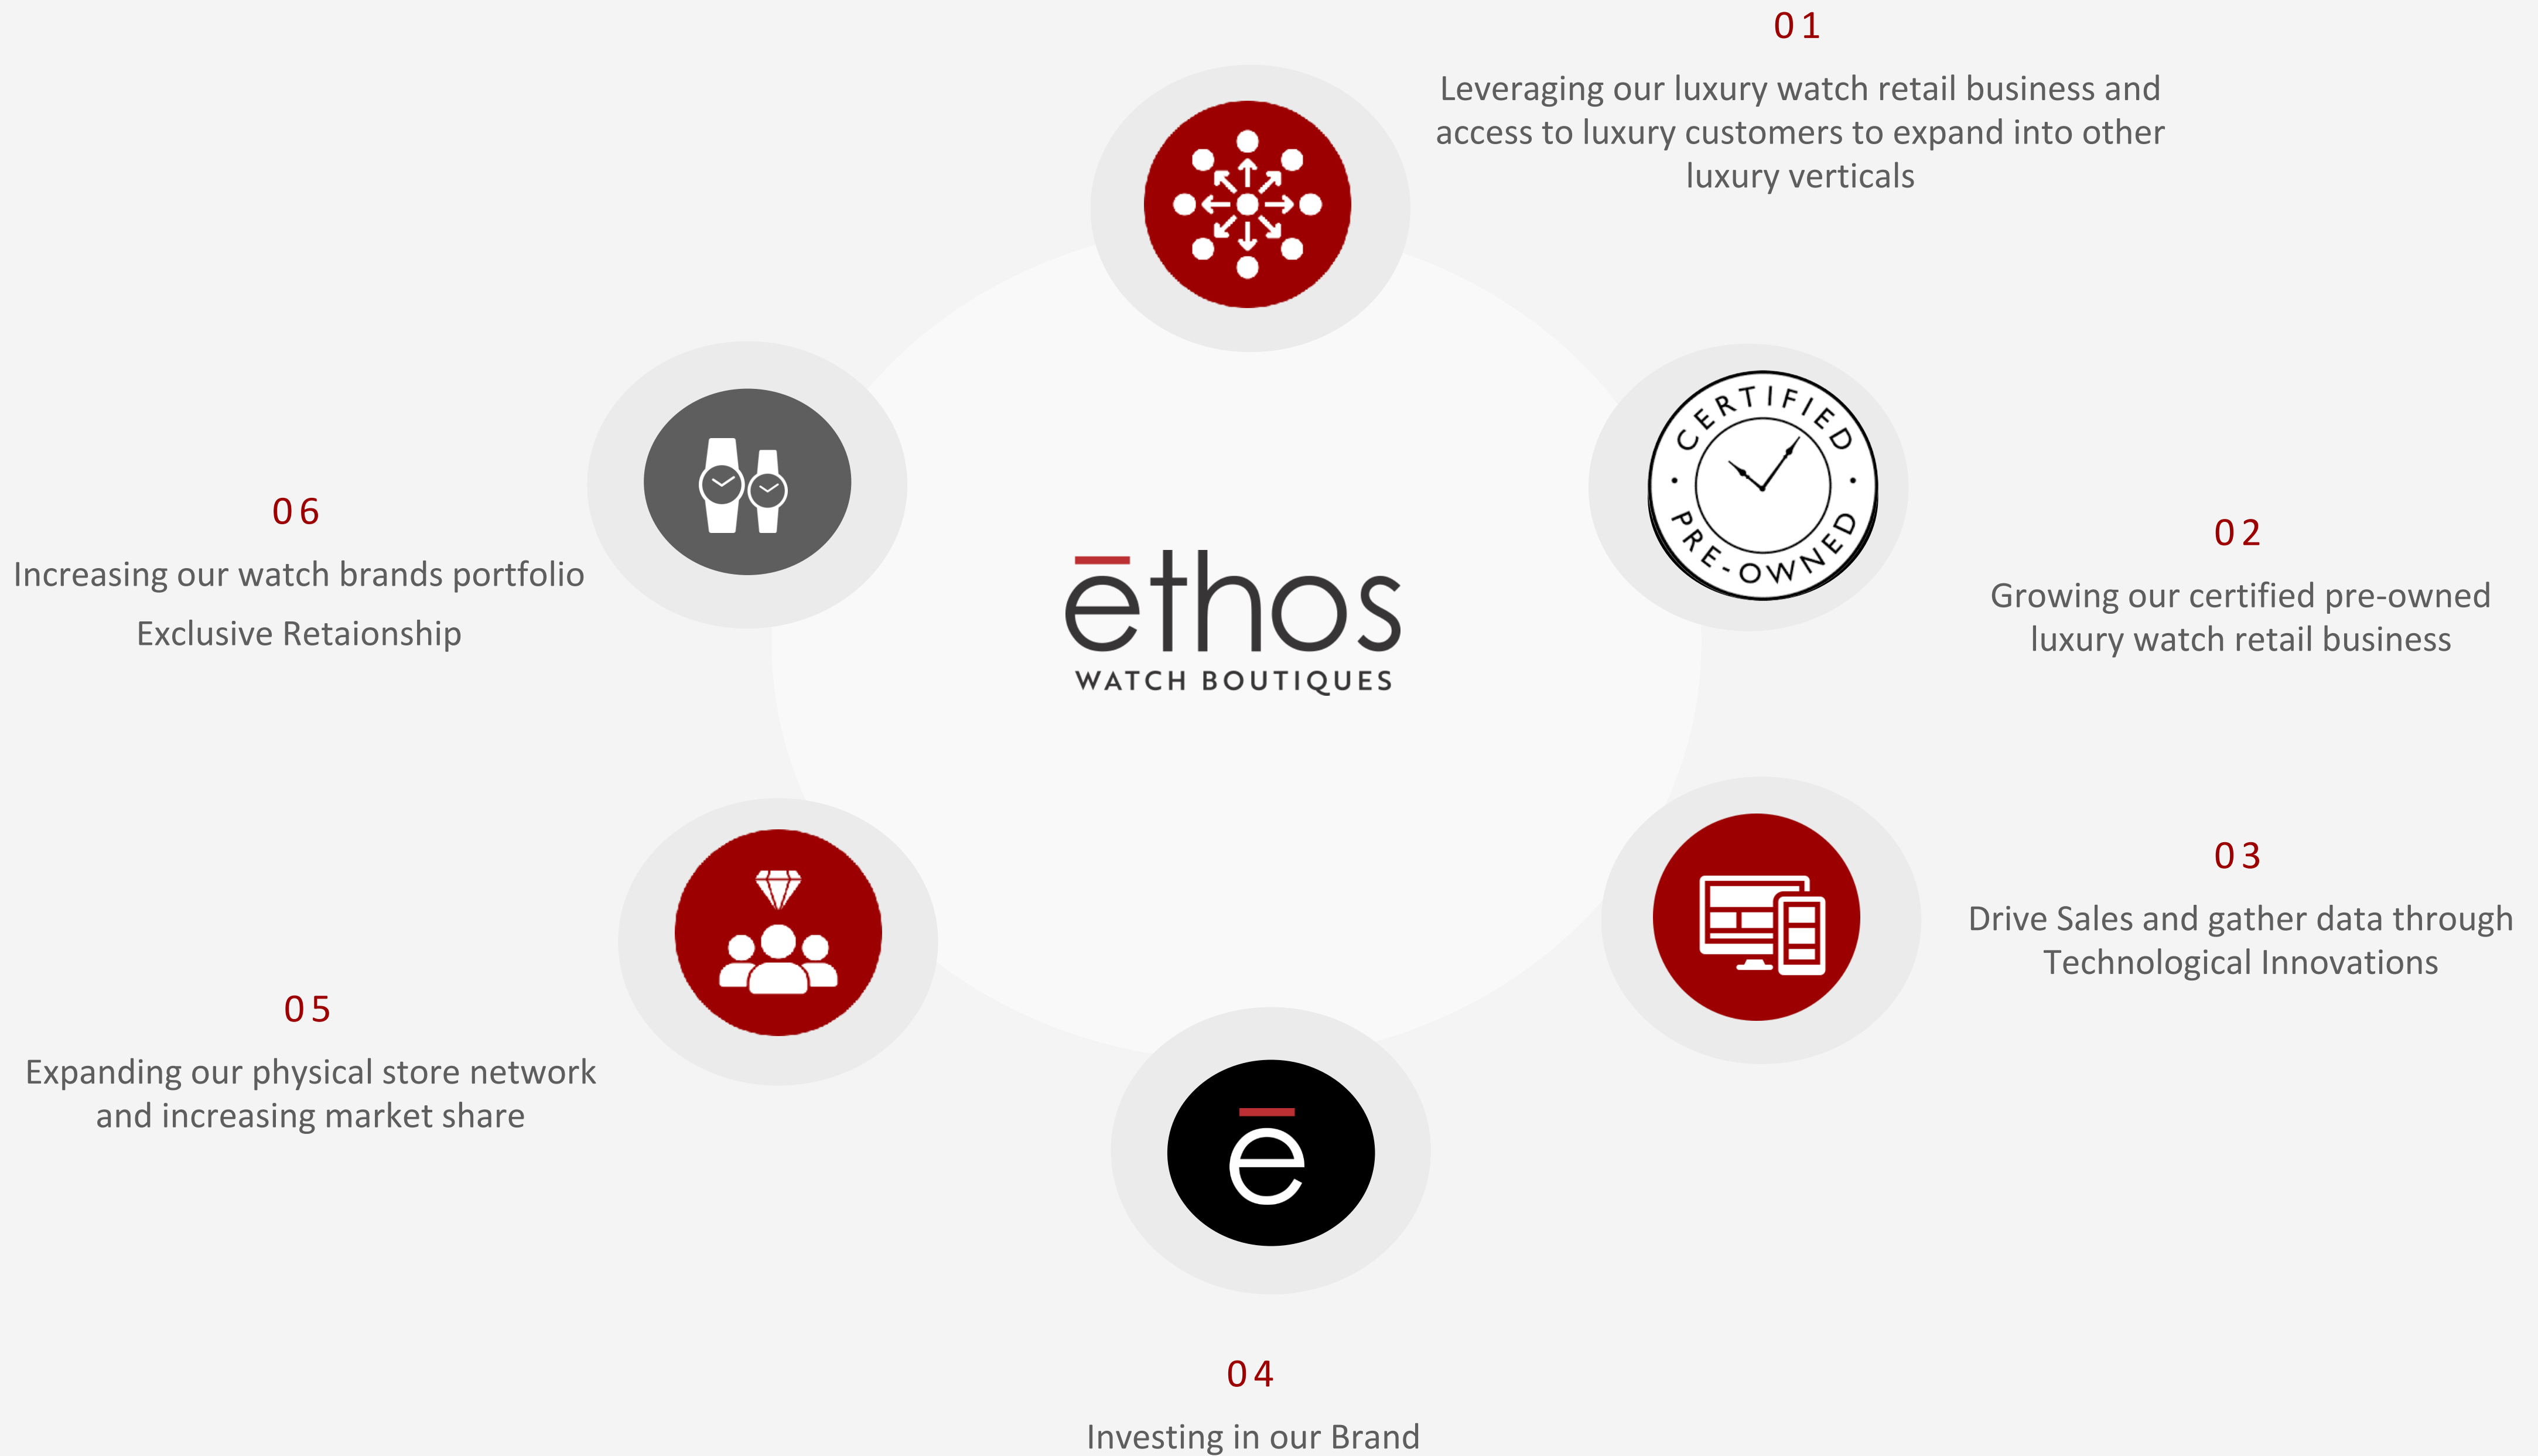 01
Leveraging our luxury watch retail business and
access to luxury customers to expand into other
luxury verticals
CERTIFIED
PRE-OWNED
02
Growing our certified pre-owned
luxury watch retail business
03
Drive Sales and gather data through
Technological Innovations
ē
04
Investing in our Brand
05
Expanding our physical store network
and increasing market share
06
Increasing our watch brands portfolio
Exclusive Retaionship
ēthos
WATCH BOUTIQUES